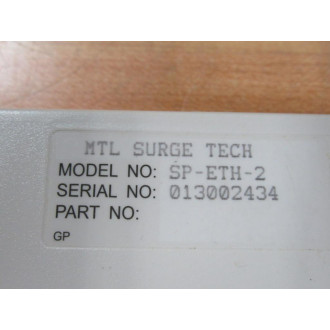 MTL SURGE TECH
MODEL NO: SP-ETH-2
SERIAL NO: 013002434
PART NO:
GP